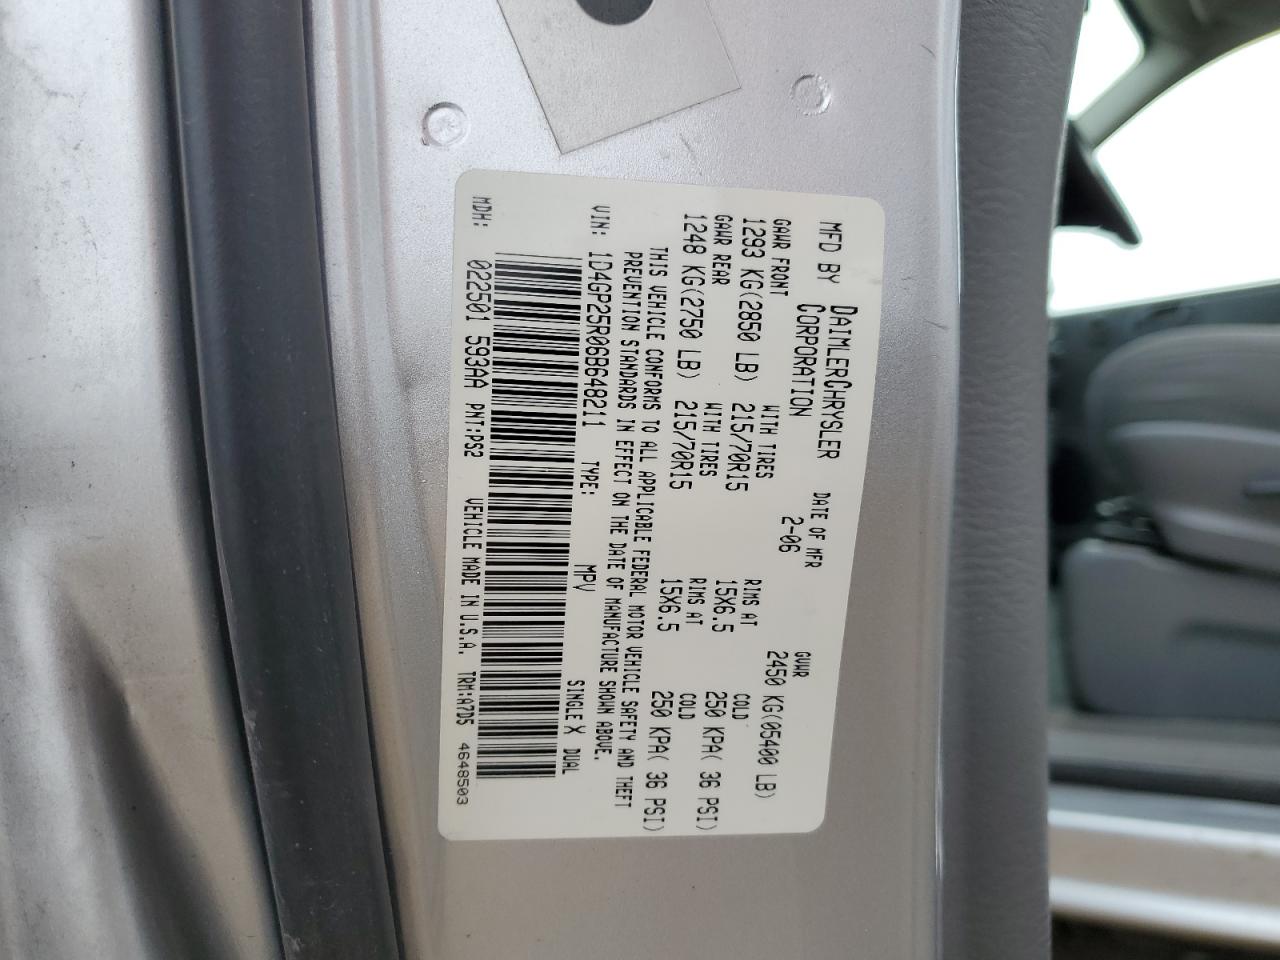 MFD BY DAIMLERCHRYSLER CORPORATION
DATE OF MFR 2-06
GVWR 2450 KG(05400 LB)
GAWR FRONT WITH TIRES RIMS AT COLD
1293 KG(2850 LB) 215/70R15 15X6.5 250 KPA( 36 PSI)
GAWR REAR WITH TIRES RIMS AT COLD
1248 KG(2750 LB) 215/70R15 15X6.5 250 KPA( 36 PSI)
THIS VEHICLE CONFORMS TO ALL APPLICABLE FEDERAL MOTOR VEHICLE SAFETY AND THEFT
PREVENTION STANDARDS IN EFFECT ON THE DATE OF MANUFACTURE SHOWN ABOVE.
VIN: 1D4GP25R06B648211 TYPE: MPV SINGLE X DUAL
MDH: 022501 593AA PNT:PS2 VEHICLE MADE IN U.S.A. TRM:A7D5 4648503